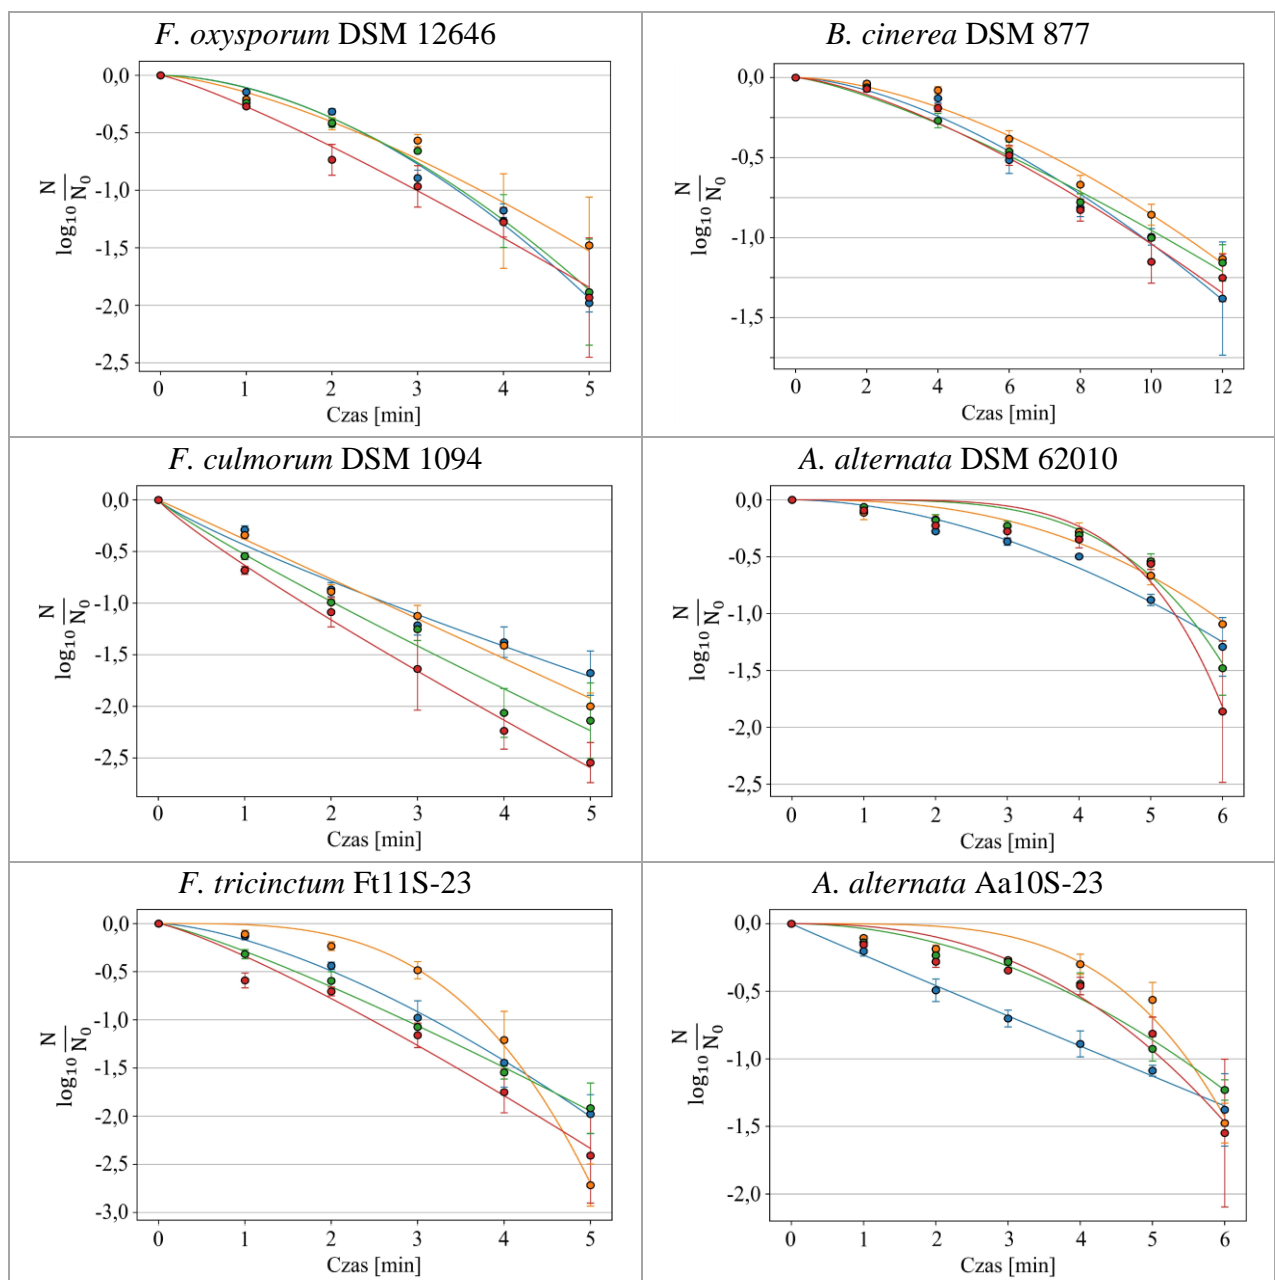 F. oxysporum DSM 12646
0,0
-0,5
-1,0
-1,5
-2,0
-2,5
log₁₀ N/N₀
0 1 2 3 4 5
Czas [min]
B. cinerea DSM 877
0,0
-0,5
-1,0
-1,5
log₁₀ N/N₀
0 2 4 6 8 10 12
Czas [min]
F. culmorum DSM 1094
0,0
-0,5
-1,0
-1,5
-2,0
-2,5
log₁₀ N/N₀
0 1 2 3 4 5
Czas [min]
A. alternata DSM 62010
0,0
-0,5
-1,0
-1,5
-2,0
-2,5
log₁₀ N/N₀
0 1 2 3 4 5 6
Czas [min]
F. tricinctum Ft11S-23
0,0
-0,5
-1,0
-1,5
-2,0
-2,5
-3,0
log₁₀ N/N₀
0 1 2 3 4 5
Czas [min]
A. alternata Aa10S-23
0,0
-0,5
-1,0
-1,5
-2,0
log₁₀ N/N₀
0 1 2 3 4 5 6
Czas [min]